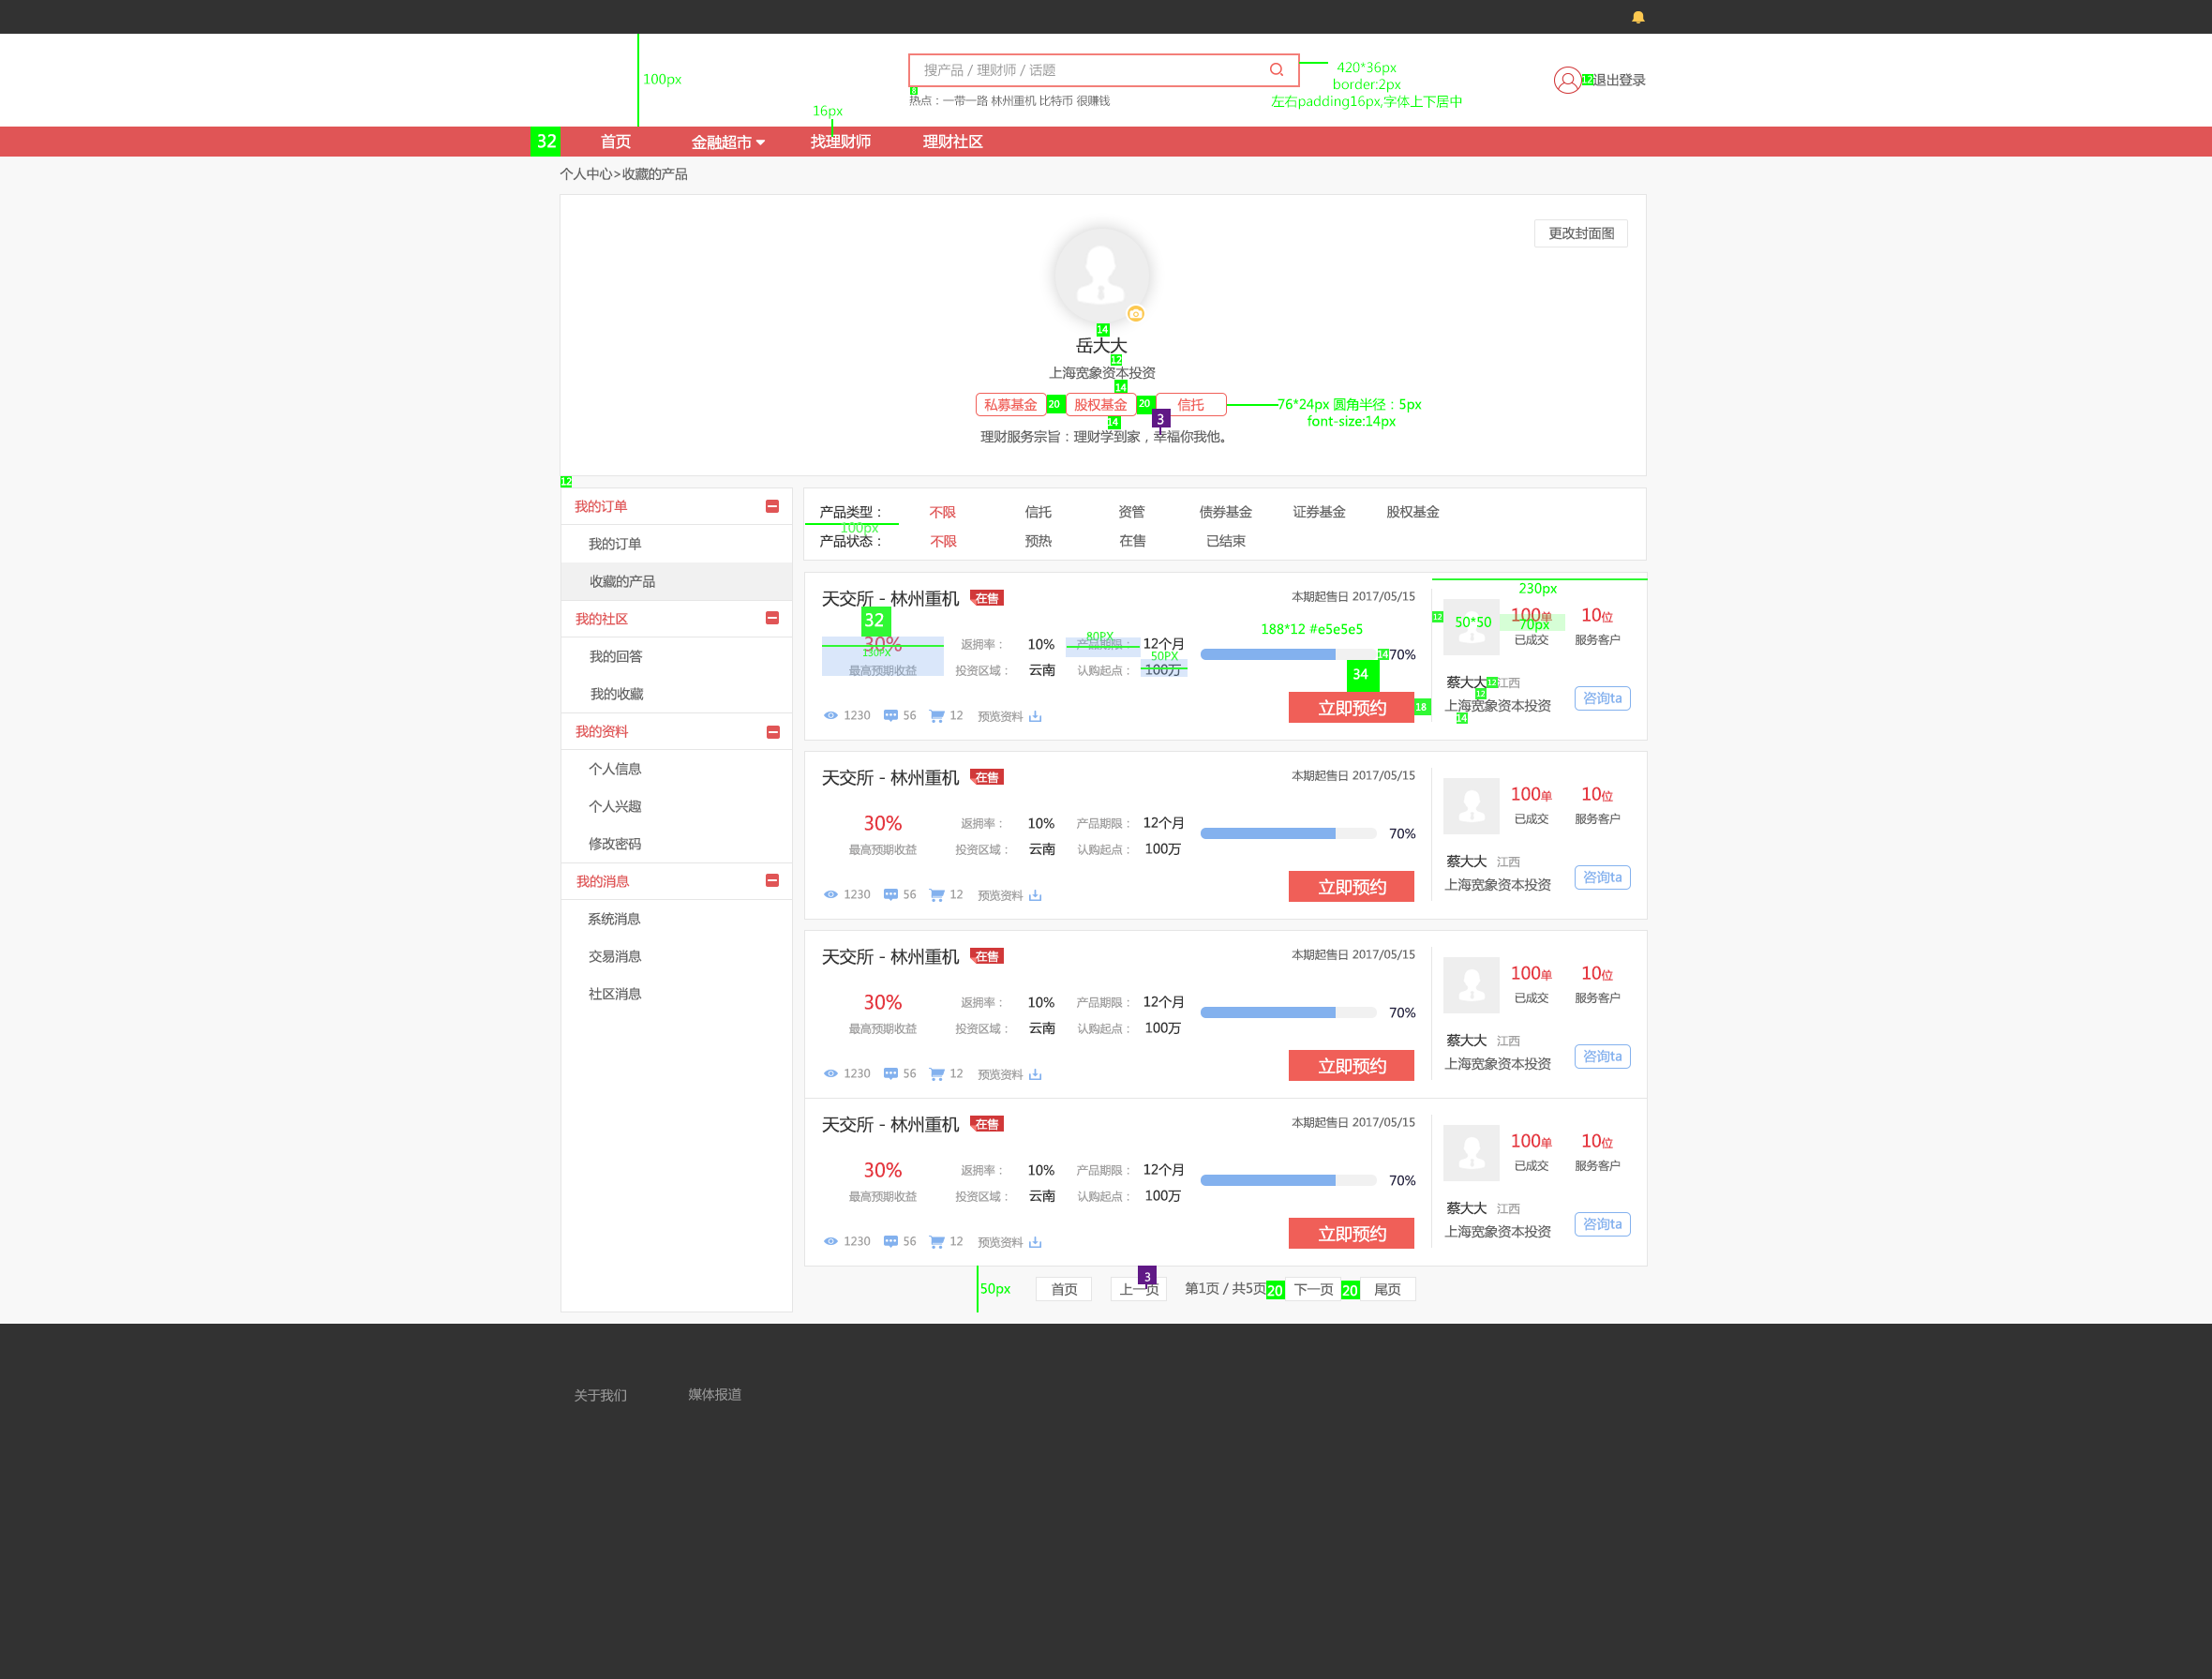 100px
搜产品 / 理财师 / 话题
420*36px
border:2px
左右padding16px,字体上下居中
12
退出登录
8
热点：一带一路 林州重机 比特币 很赚钱
16px
32
首页
金融超市
找理财师
理财社区
个人中心>收藏的产品
更改封面图
14
岳大大
12
上海宽象资本投资
14
私募基金
20
股权基金
20
信托
76*24px 圆角半径：5px
font-size:14px
3
14
理财服务宗旨：理财学到家，幸福你我他。
12
我的订单
我的订单
收藏的产品
我的社区
我的回答
我的收藏
我的资料
个人信息
个人兴趣
修改密码
我的消息
系统消息
交易消息
社区消息
产品类型： 不限 信托 资管 债券基金 证券基金 股权基金
100px
产品状态： 不限 预热 在售 已结束
天交所 - 林州重机 在售
本期起售日 2017/05/15
230px
32
188*12 #e5e5e5
12
50*50
100单
70px
10位
已成交
服务客户
30%
130PX
最高预期收益
返拥率： 10%
80PX
产品期限： 12个月
50PX
投资区域： 云南
认购起点： 100万
14
70%
34
蔡大大
12
江西
12
上海宽象资本投资
14
咨询ta
1230 56 12 预览资料
立即预约
18
天交所 - 林州重机 在售
本期起售日 2017/05/15
100单 10位
已成交 服务客户
30% 返拥率： 10% 产品期限： 12个月
70%
最高预期收益 投资区域： 云南 认购起点： 100万
蔡大大 江西
上海宽象资本投资
咨询ta
1230 56 12 预览资料
立即预约
天交所 - 林州重机 在售
本期起售日 2017/05/15
100单 10位
已成交 服务客户
30% 返拥率： 10% 产品期限： 12个月
70%
最高预期收益 投资区域： 云南 认购起点： 100万
蔡大大 江西
上海宽象资本投资
咨询ta
1230 56 12 预览资料
立即预约
天交所 - 林州重机 在售
本期起售日 2017/05/15
100单 10位
已成交 服务客户
30% 返拥率： 10% 产品期限： 12个月
70%
最高预期收益 投资区域： 云南 认购起点： 100万
蔡大大 江西
上海宽象资本投资
咨询ta
1230 56 12 预览资料
立即预约
50px
首页
3
上一页
第1页 / 共5页
20
下一页
20
尾页
关于我们
媒体报道